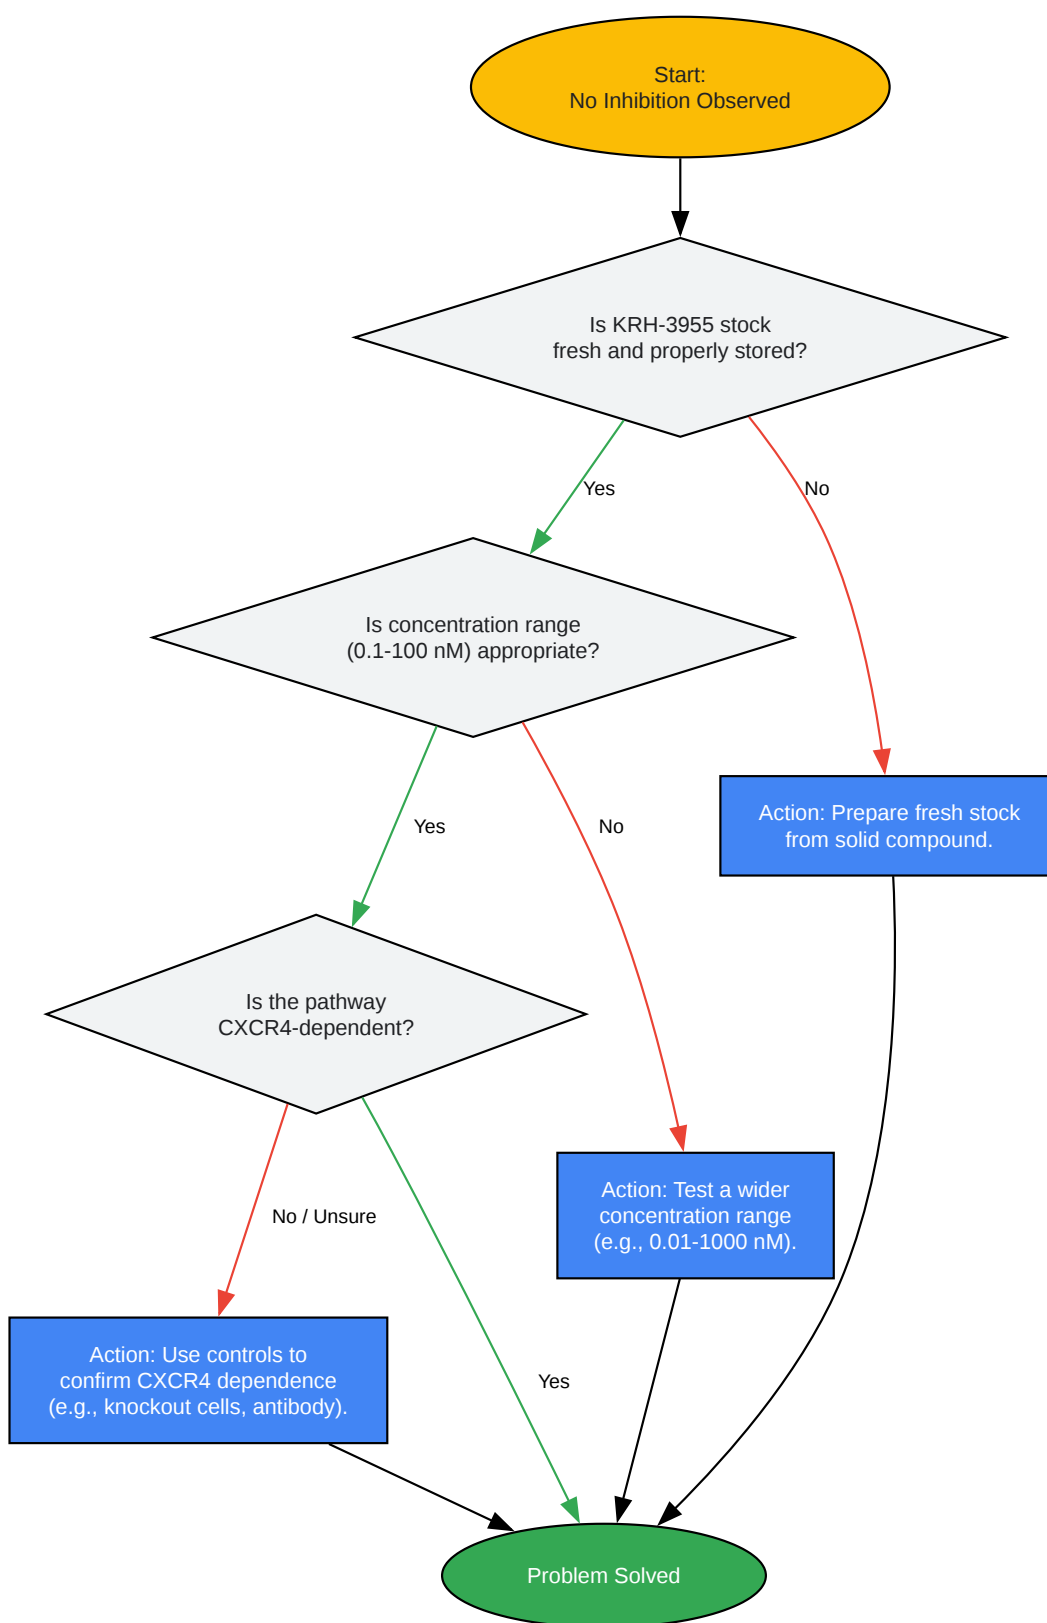 Start:
No Inhibition Observed
Is KRH-3955 stock
fresh and properly stored?
Yes
No
Is concentration range
(0.1-100 nM) appropriate?
Yes
No
Action: Prepare fresh stock
from solid compound.
Is the pathway
CXCR4-dependent?
No / Unsure
Action: Test a wider
concentration range
(e.g., 0.01-1000 nM).
Action: Use controls to
confirm CXCR4 dependence
(e.g., knockout cells, antibody).
Yes
Problem Solved